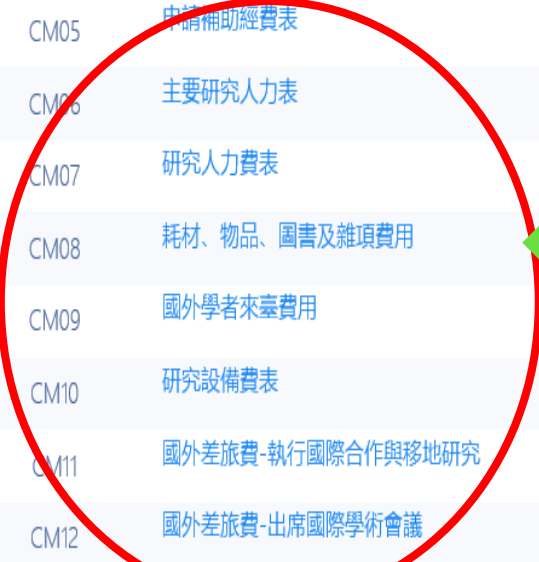 CM05 申請補助經費表
CM06 主要研究人力表
CM07 研究人力費表
CM08 耗材、物品、圖書及雜項費用
CM09 國外學者來臺費用
CM10 研究設備費表
CM11 國外差旅費-執行國際合作與移地研究
CM12 國外差旅費-出席國際學術會議